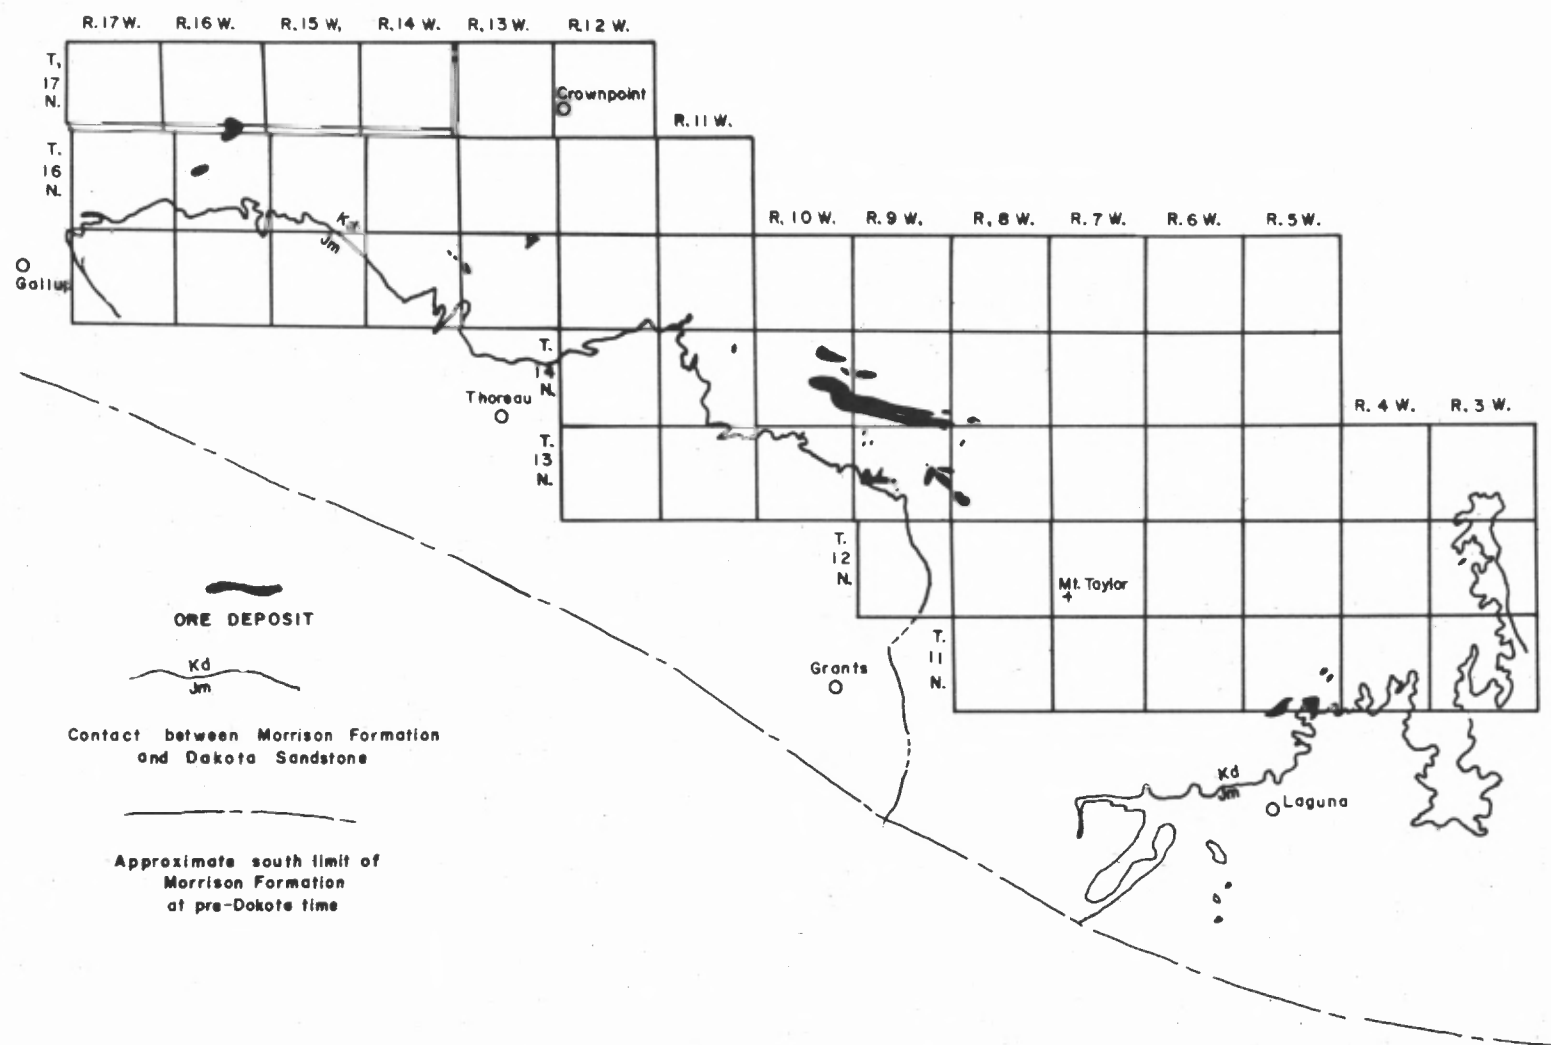 R.17 W. R.16 W. R.15 W, R.14 W. R.13 W. R.12 W.
T,
17
N.
Crownpoint
R.11 W.
T.
16
N.
R.10 W. R.9 W. R,8 W. R.7 W. R.6 W. R.5 W.
K
Jm
Gallup
T.
14
N.
Thoreau
R.4 W. R.3 W.
T.
13
N.
T.
12
N.
Mt. Taylor
ORE DEPOSIT
T.
11
N.
Grants
Kd
Jm
Contact between Morrison Formation
and Dakota Sandstone
Kd
Jm
Laguna
Approximate south limit of
Morrison Formation
at pre-Dokota time